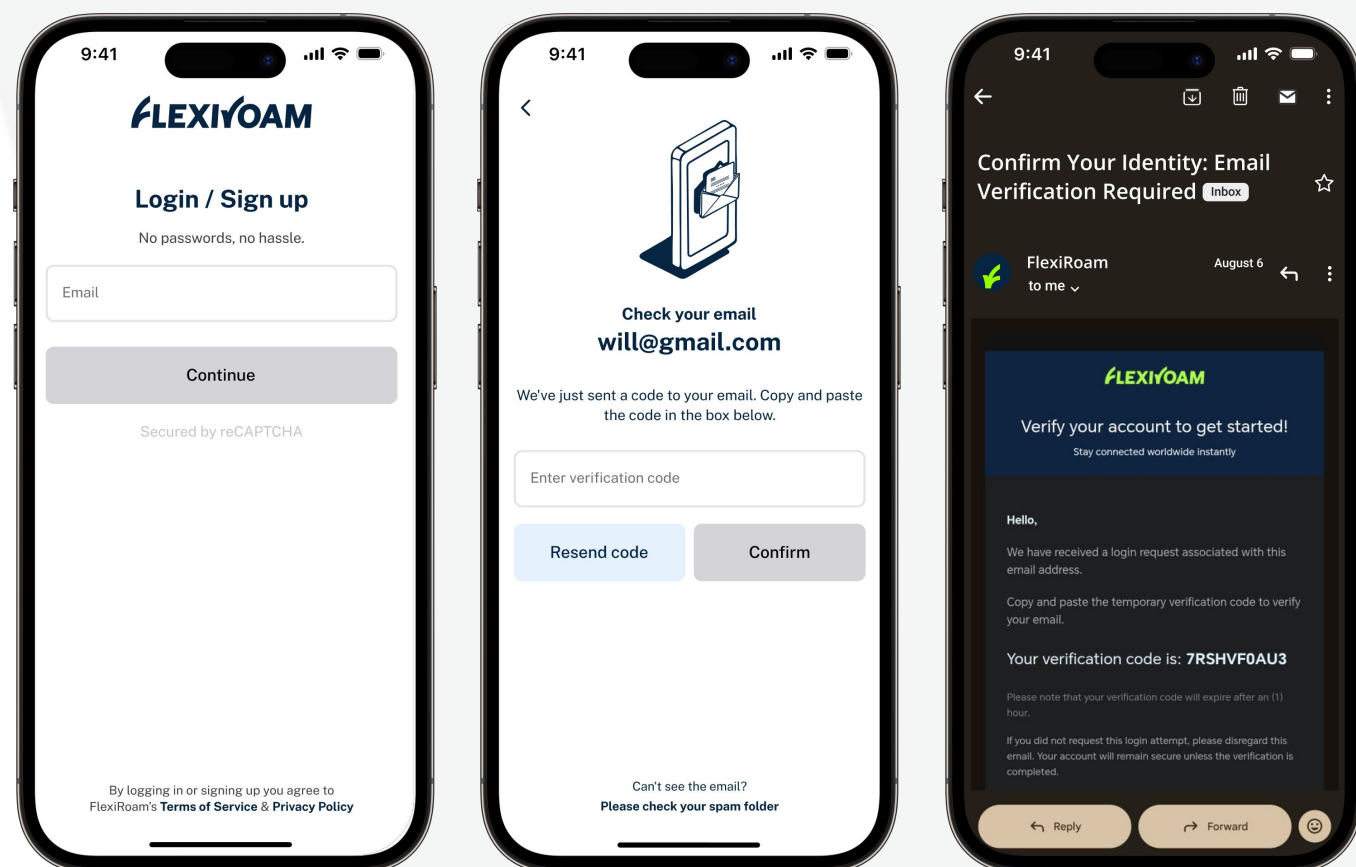 9:41
FLEXIROAM
Login / Sign up
No passwords, no hassle.
Email
Continue
Secured by reCAPTCHA
By logging in or signing up you agree to
FlexiRoam's Terms of Service & Privacy Policy
9:41
Check your email
will@gmail.com
We've just sent a code to your email. Copy and paste
the code in the box below.
Enter verification code
Resend code
Confirm
Can't see the email?
Please check your spam folder
9:41
Confirm Your Identity: Email
Verification Required Inbox
FlexiRoam
August 6
to me
FLEXIROAM
Verify your account to get started!
Stay connected worldwide instantly
Hello,
We have received a login request associated with this
email address.
Copy and paste the temporary verification code to verify
your email.
Your verification code is: 7RSHVF0AU3
Please note that your verification code will expire after an (1)
hour.
If you did not request this login attempt, please disregard this
email. Your account will remain secure unless the verification is
completed.
Reply
Forward